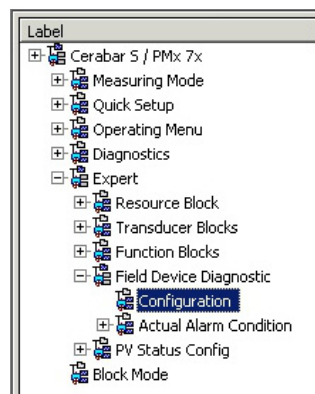 Label
Cerabar S / PMx 7x
Measuring Mode
Quick Setup
Operating Menu
Diagnostics
Expert
Resource Block
Transducer Blocks
Function Blocks
Field Device Diagnostic
Configuration
Actual Alarm Condition
PV Status Config
Block Mode